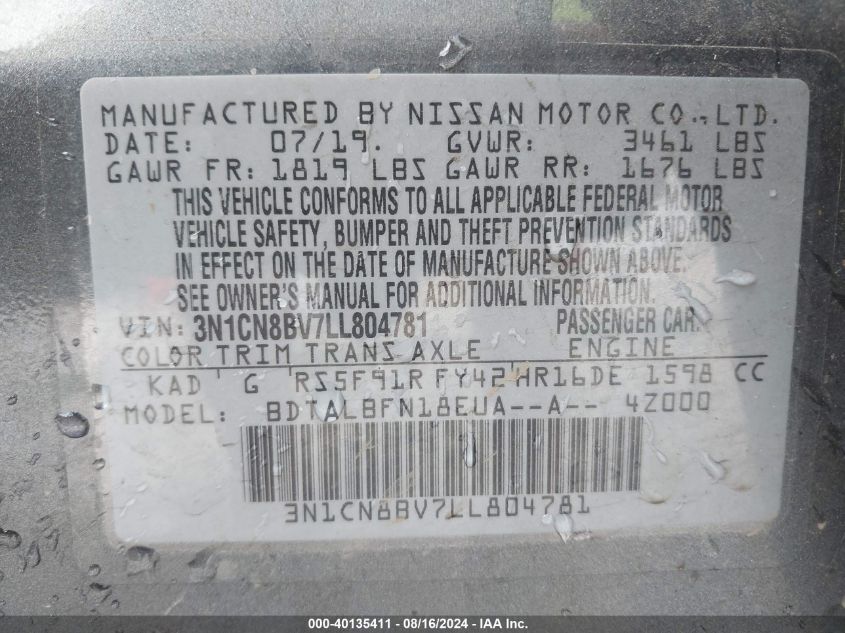 MANUFACTURED BY NISSAN MOTOR CO.,LTD.
DATE: 07/19. GVWR: 3461 LBS
GAWR FR: 1819 LBS GAWR RR: 1676 LBS
THIS VEHICLE CONFORMS TO ALL APPLICABLE FEDERAL MOTOR
VEHICLE SAFETY, BUMPER AND THEFT PREVENTION STANDARDS
IN EFFECT ON THE DATE OF MANUFACTURE SHOWN ABOVE.
SEE OWNER'S MANUAL FOR ADDITIONAL INFORMATION.
VIN: 3N1CN8BV7LL804781 PASSENGER CAR.
COLOR TRIM TRANS AXLE ENGINE
KAD G RS5F91R FY42 HR16DE 1598 CC
MODEL: BDTALBFN18EUA--A-- 4Z000
3N1CN8BV7LL804781
000-40135411 - 08/16/2024 - IAAI Inc.